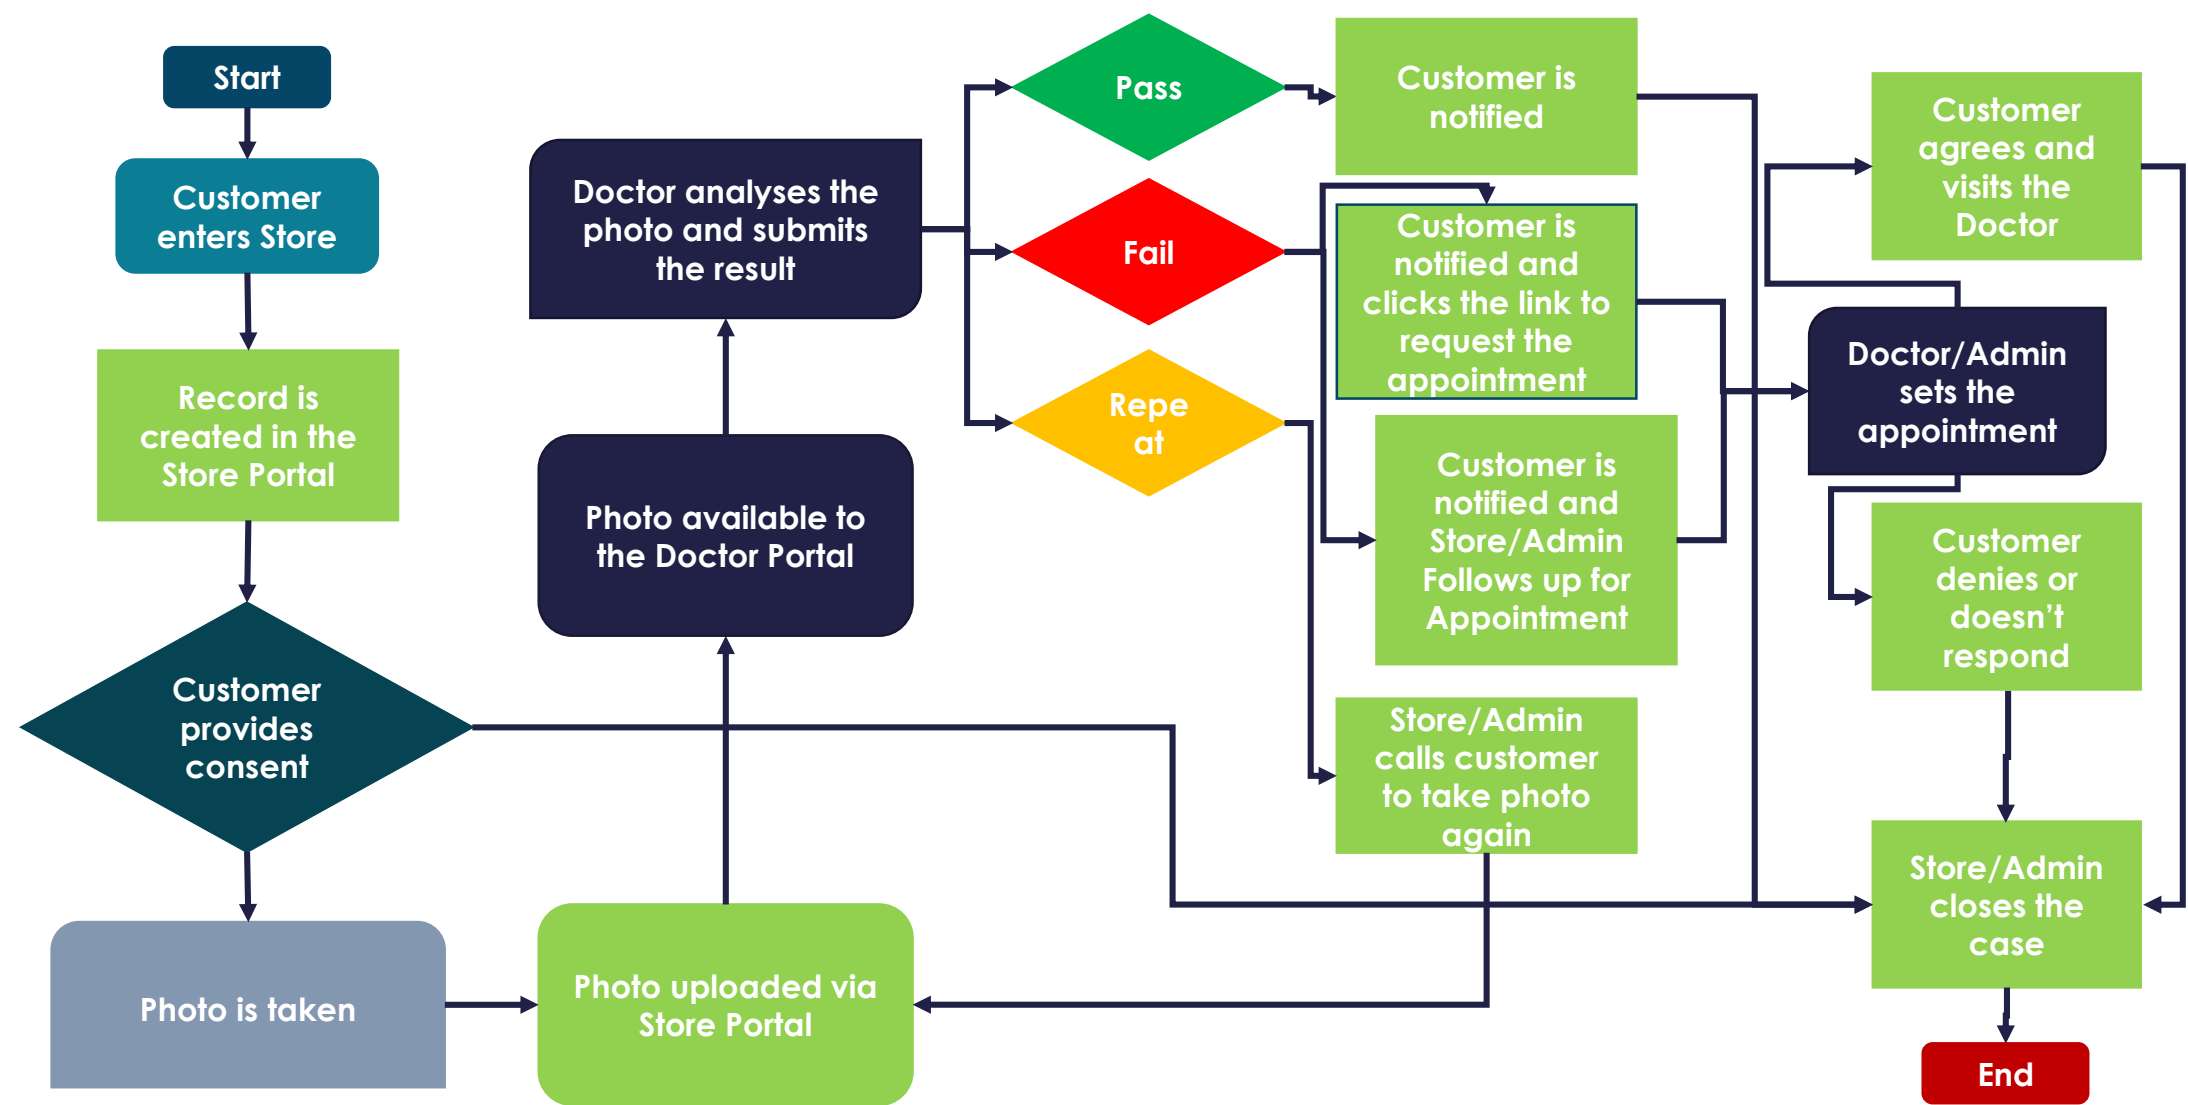 Start
Customer
enters Store
Record is
created in the
Store Portal
Customer
provides
consent
Photo is taken
Photo uploaded via
Store Portal
Photo available to
the Doctor Portal
Doctor analyses the
photo and submits
the result
Pass
Fail
Repe
at
Customer is
notified
Customer is
notified and
clicks the link to
request the
appointment
Customer is
notified and
Store/Admin
Follows up for
Appointment
Store/Admin
calls customer
to take photo
again
Doctor/Admin
sets the
appointment
Customer
agrees and
visits the
Doctor
Customer
denies or
doesn’t
respond
Store/Admin
closes the
case
End